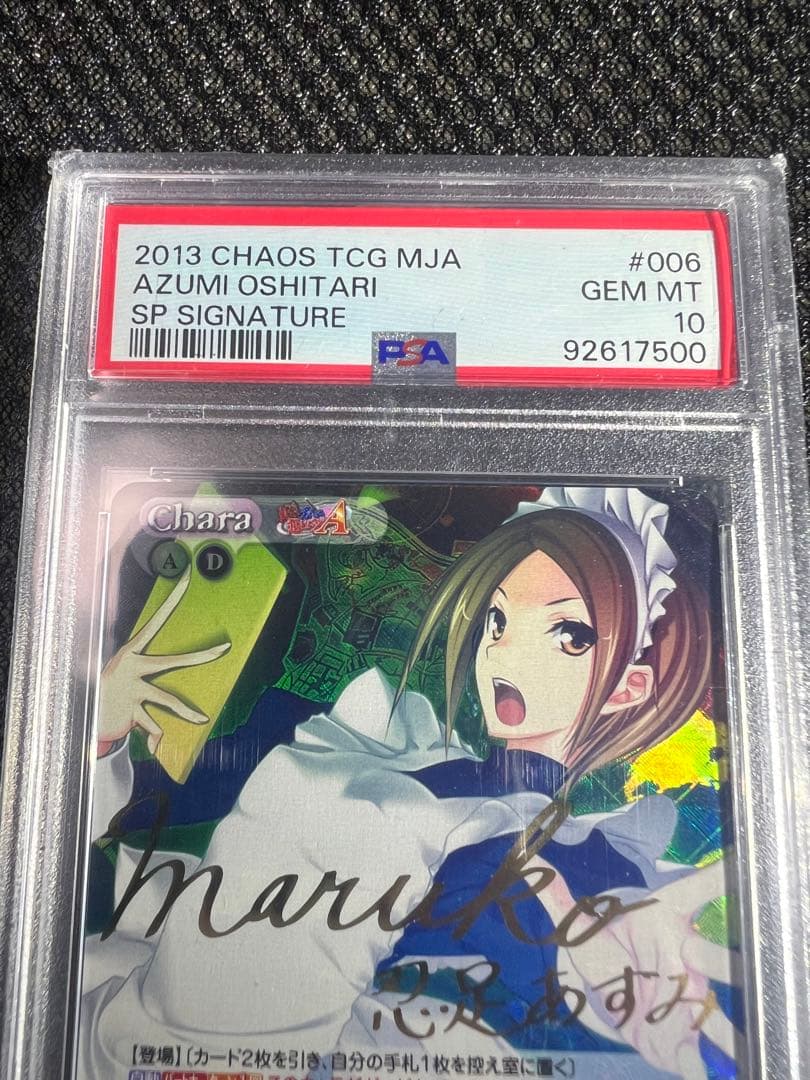 2013 CHAOS TCG MJA
#006
AZUMI OSHITARI
GEM MT
SP SIGNATURE
10
PSA
92617500
Chara
A
A D
maruko
忍足あすみ
【登場】〔カード2枚を引き、自分の手札1枚を控え室に置く〕